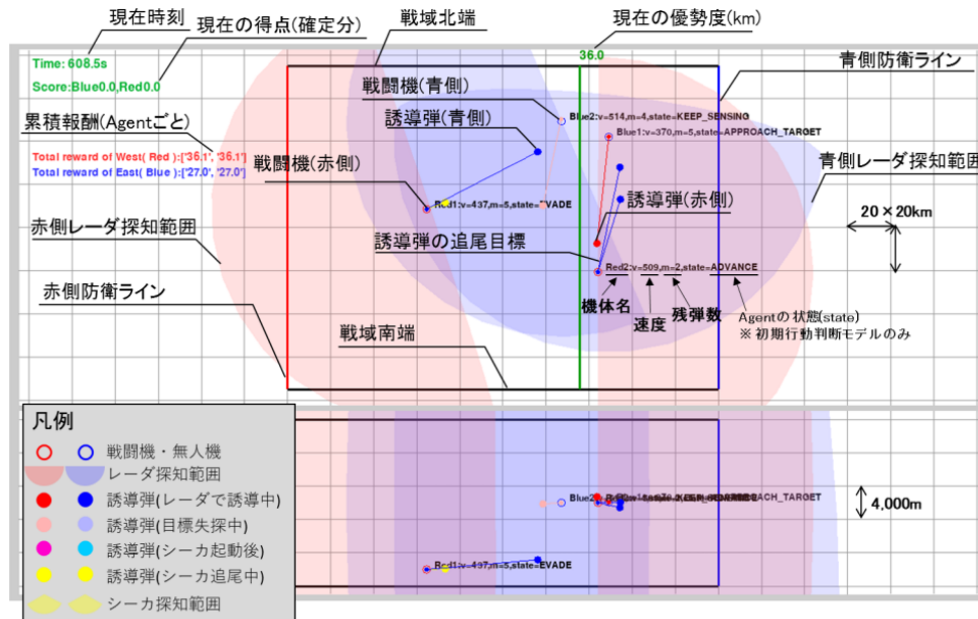 現在時刻
現在の得点(確定分)
戦域北端
現在の優勢度(km)
36.0
Time: 608.5s
Score:Blue0.0,Red0.0
青側防衛ライン
戦闘機(青側)
Blue2:v=514,m=4,state=KEEP_SENSING
累積報酬(Agentごと)
誘導弾(青側)
Blue1:v=370,m=5,state=APPROACH_TARGET
Total reward of West( Red ):['36.1', '36.1']
Total reward of East( Blue ):['27.0', '27.0']
戦闘機(赤側)
青側レーダ探知範囲
Red1:v=437,m=5,state=EVADE
誘導弾(赤側)
20×20km
赤側レーダ探知範囲
誘導弾の追尾目標
Red2:v=509,m=2,state=ADVANCE
赤側防衛ライン
機体名
速度
残弾数
Agentの状態(state)
※初期行動判断モデルのみ
戦域南端
凡例
戦闘機・無人機
レーダ探知範囲
誘導弾(レーダで誘導中)
誘導弾(目標失探中)
誘導弾(シーカ起動後)
誘導弾(シーカ追尾中)
シーカ探知範囲
4,000m
Red1:v=437,m=5,state=EVADE